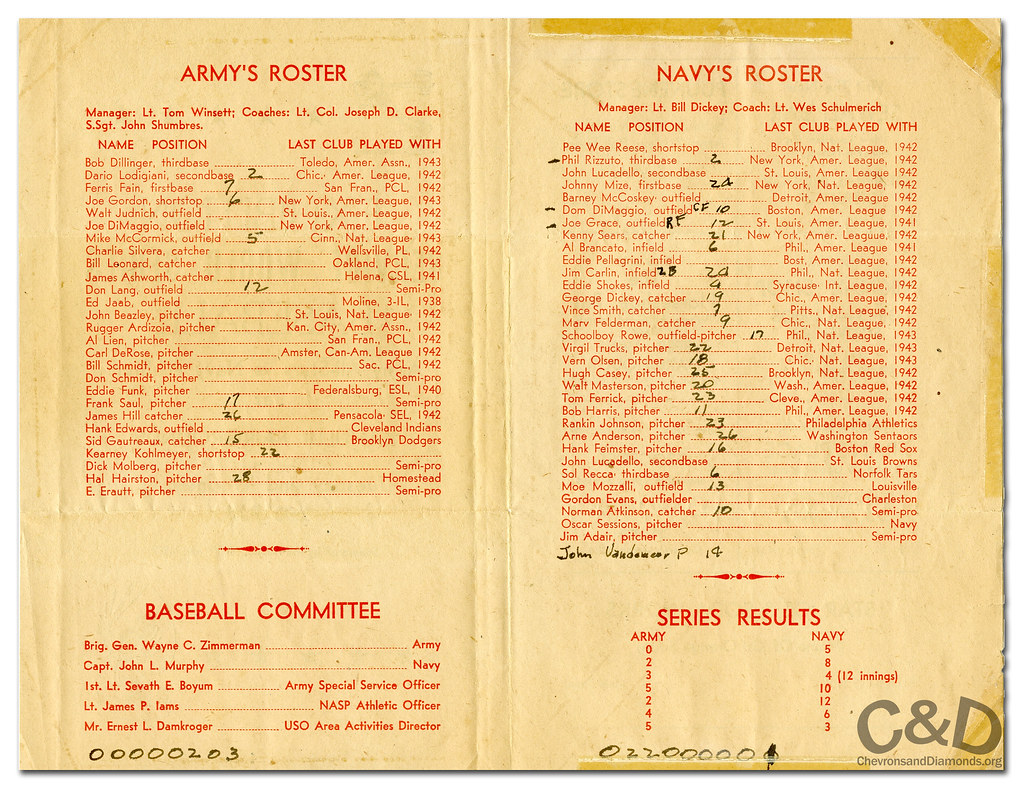 ARMY'S ROSTER
Manager: Lt. Tom Winsett; Coaches: Lt. Col. Joseph D. Clarke,
S.Sgt. John Shumbres.
NAME POSITION LAST CLUB PLAYED WITH
Bob Dillinger, thirdbase Toledo, Amer. Assn., 1943
Dario Lodigiani, secondbase 2 Chic. Amer. League, 1942
Ferris Fain, firstbase 7 San Fran., PCL, 1942
Joe Gordon, shortstop 6 New York, Amer. League, 1943
Walt Judnich, outfield St. Louis., Amer. League, 1942
Joe DiMaggio, outfield New York, Amer. League, 1942
Mike McCormick, outfield 5 Cinn., Nat. League 1943
Charlie Silvera, catcher Wellsville, PL, 1942
Bill Leonard, catcher Oakland, PCL, 1943
James Ashworth, catcher Helena, CSL, 1941
Don Lang, outfield 12 Semi-Pro
Ed Jaab, outfield Moline, 3-IL, 1938
John Beazley, pitcher St. Louis, Nat. League 1942
Rugger Ardizoia, pitcher Kan. City, Amer. Assn., 1942
Al Lien, pitcher San Fran., PCL, 1942
Carl DeRose, pitcher Amster, Can-Am. League 1942
Bill Schmidt, pitcher Sac. PCL, 1942
Don Schmidt, pitcher Semi-pro
Eddie Funk, pitcher Federalsburg, ESL, 1940
Frank Saul, pitcher 17 Semi-pro
James Hill catcher 26 Pensacola SEL, 1942
Hank Edwards, outfield Cleveland Indians
Sid Gautreaux, catcher 15 Brooklyn Dodgers
Kearney Kohlmeyer, shortstop 22
Dick Molberg, pitcher Semi-pro
Hal Hairston, pitcher 28 Homestead
E. Erautt, pitcher Semi-pro
BASEBALL COMMITTEE
Brig. Gen. Wayne C. Zimmerman Army
Capt. John L. Murphy Navy
1st. Lt. Sevath E. Boyum Army Special Service Officer
Lt. James P. Iams NASP Athletic Officer
Mr. Ernest L. Damkroger USO Area Activities Director
00000203
NAVY'S ROSTER
Manager: Lt. Bill Dickey; Coach: Lt. Wes Schulmerich
NAME POSITION LAST CLUB PLAYED WITH
Pee Wee Reese, shortstop Brooklyn, Nat. League, 1942
Phil Rizzuto, thirdbase 2 New York, Amer. League, 1942
John Lucadello, secondbase St. Louis, Amer. League, 1942
Johnny Mize, firstbase 24 New York, Nat. League, 1942
Barney McCoskey outfield Detroit, Amer. League, 1942
Dom DiMaggio, outfield CF 10 Boston, Amer. League, 1942
Joe Grace, outfield RF 12 St. Louis, Amer. League, 1941
Kenny Sears, catcher 21 New York, Amer. League, 1942
Al Brancato, infield 6 Phil., Amer. League 1941
Eddie Pellagrini, infield Bost, Amer. League, 1942
Jim Carlin, infield 2B 20 Phil., Nat. League, 1942
Eddie Shokes, infield 4 Syracuse Int. League, 1942
George Dickey, catcher 19 Chic., Amer. League, 1942
Vince Smith, catcher 7 Pitts., Nat. League, 1942
Marv Felderman, catcher 9 Chic., Nat. League, 1942
Schoolboy Rowe, outfield-pitcher 17 Phil., Nat. League, 1943
Virgil Trucks, pitcher 22 Detroit, Nat. League, 1943
Vern Olsen, pitcher 18 Chic. Nat. League, 1943
Hugh Casey, pitcher 25 Brooklyn, Nat. League, 1942
Walt Masterson, pitcher 20 Wash., Amer. League, 1942
Tom Ferrick, pitcher 23 Cleve., Amer. League, 1942
Bob Harris, pitcher 11 Phil., Amer. League, 1942
Rankin Johnson, pitcher 23 Philadelphia Athletics
Arne Anderson, pitcher 26 Washington Sentaors
Hank Feimster, pitcher 16 Boston Red Sox
John Lucadello, secondbase St. Louis Browns
Sol Recca thirdbase 6 Norfolk Tars
Moe Mozzalli, outfield 13 Louisville
Gordon Evans, outfielder Charleston
Norman Atkinson, catcher 10 Semi-pro
Oscar Sessions, pitcher Navy
Jim Adair, pitcher Semi-pro
John Vandemeer P 14
SERIES RESULTS
ARMY NAVY
0 5
2 8
3 4 (12 innings)
5 10
2 12
4 6
5 3
02200000
C&D
ChevronsandDiamonds.org